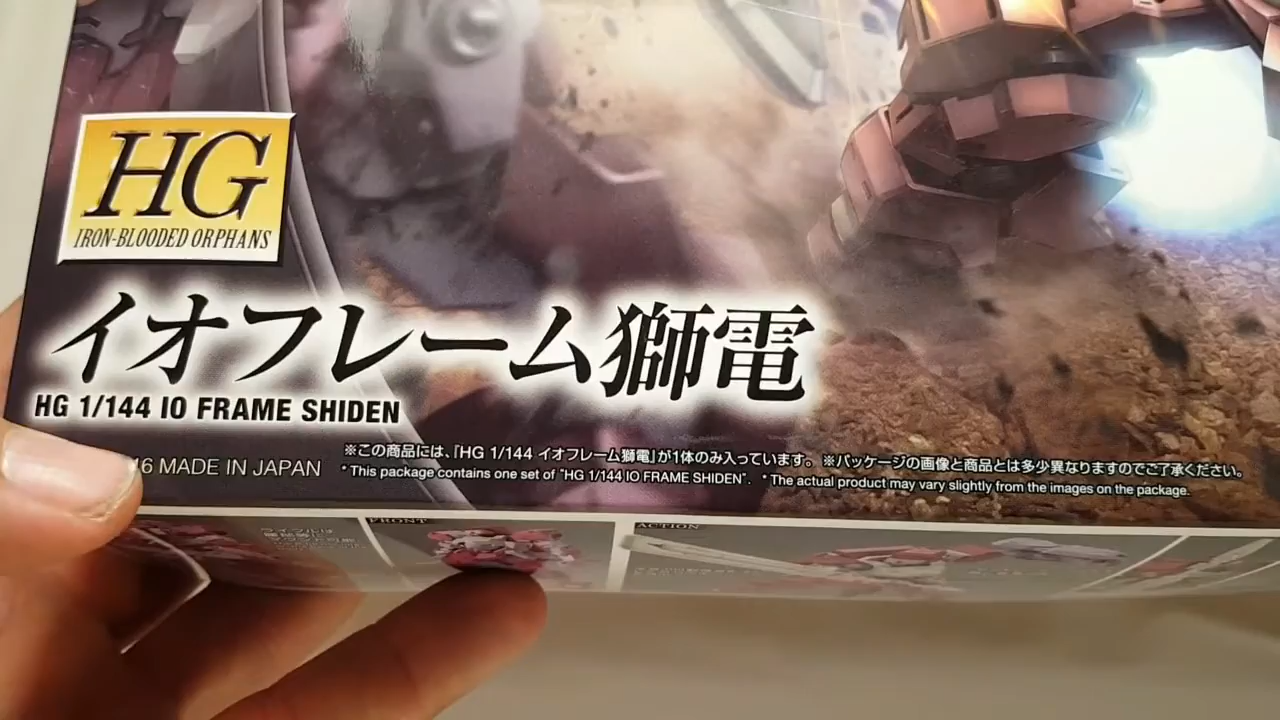 HG
IRON-BLOODED ORPHANS
イオフレーム獅電
HG 1/144 IO FRAME SHIDEN
16 MADE IN JAPAN
※この商品には、『HG 1/144 イオフレーム獅電』が1体のみ入っています。※パッケージの画像と商品とは多少異なりますのでご了承ください。
* This package contains one set of "HG 1/144 IO FRAME SHIDEN". * The actual product may vary slightly from the images on the package.
FRONT
ACTION